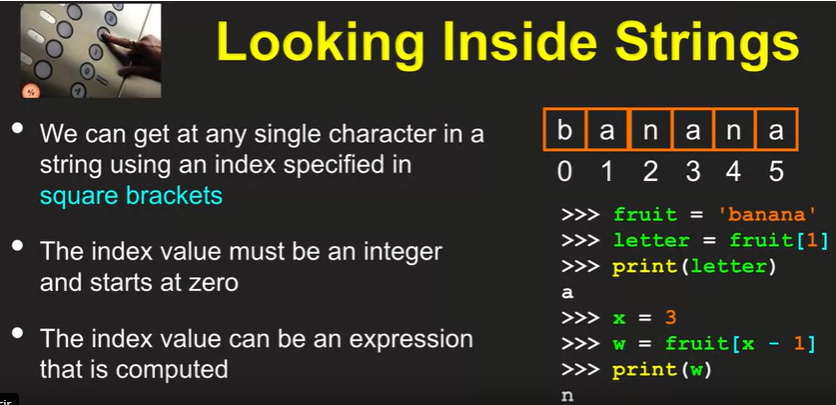 Looking Inside Strings
• We can get at any single character in a
string using an index specified in
square brackets
• The index value must be an integer
and starts at zero
• The index value can be an expression
that is computed
b a n a n a
0 1 2 3 4 5
>>> fruit = 'banana'
>>> letter = fruit[1]
>>> print(letter)
a
>>> x = 3
>>> w = fruit[x - 1]
>>> print(w)
n